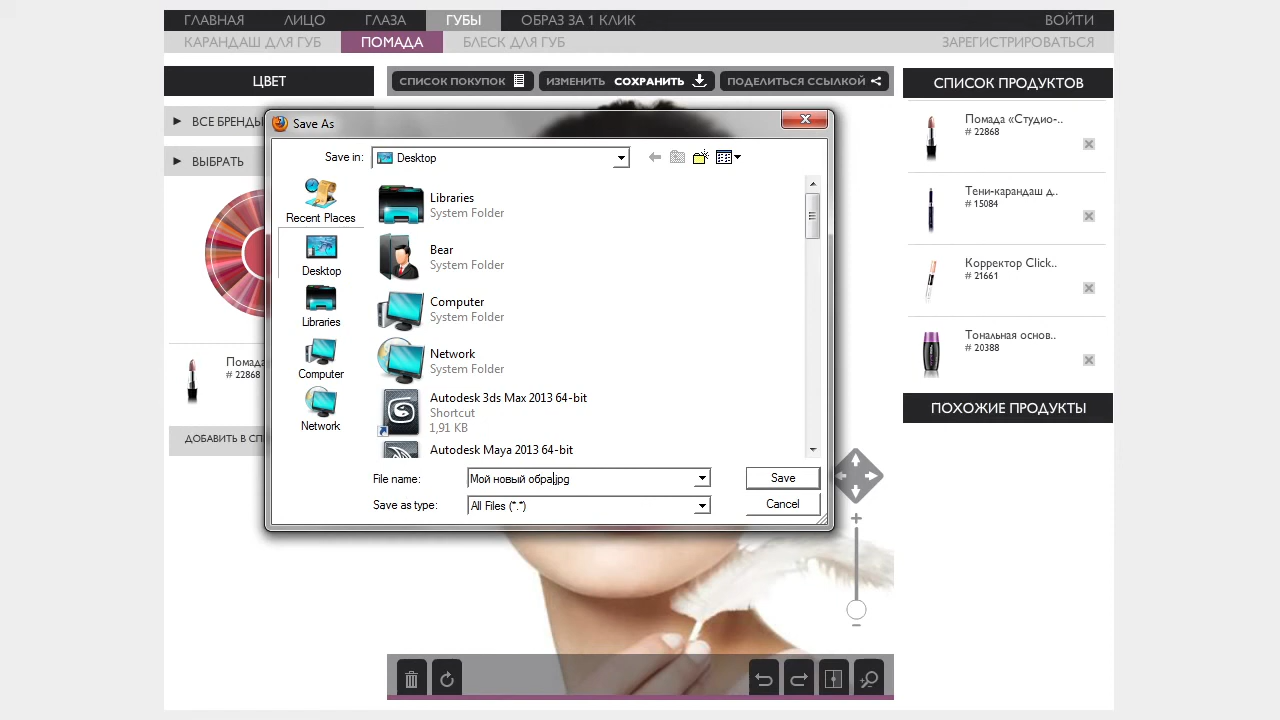 ГЛАВНАЯ ЛИЦО ГЛАЗА ГУБЫ ОБРАЗ ЗА 1 КЛИК ВОЙТИ
КАРАНДАШ ДЛЯ ГУБ ПОМАДА БЛЕСК ДЛЯ ГУБ ЗАРЕГИСТРИРОВАТЬСЯ
ЦВЕТ
СПИСОК ПОКУПОК ИЗМЕНИТЬ СОХРАНИТЬ ПОДЕЛИТЬСЯ ССЫЛКОЙ
СПИСОК ПРОДУКТОВ
ВСЕ БРЕНДЫ
ВЫБРАТЬ
Помада
# 22868
ДОБАВИТЬ В СП
Save As
Save in: Desktop
Recent Places
Desktop
Libraries
Computer
Network
Libraries
System Folder
Bear
System Folder
Computer
System Folder
Network
System Folder
Autodesk 3ds Max 2013 64-bit
Shortcut
1,91 KB
Autodesk Maya 2013 64-bit
File name: Мой новый обра.jpg Save
Save as type: All Files (*.*) Cancel
Помада «Студио-..
# 22868
Тени-карандаш д..
# 15084
Корректор Click..
# 21661
Тональная основ..
# 20388
ПОХОЖИЕ ПРОДУКТЫ